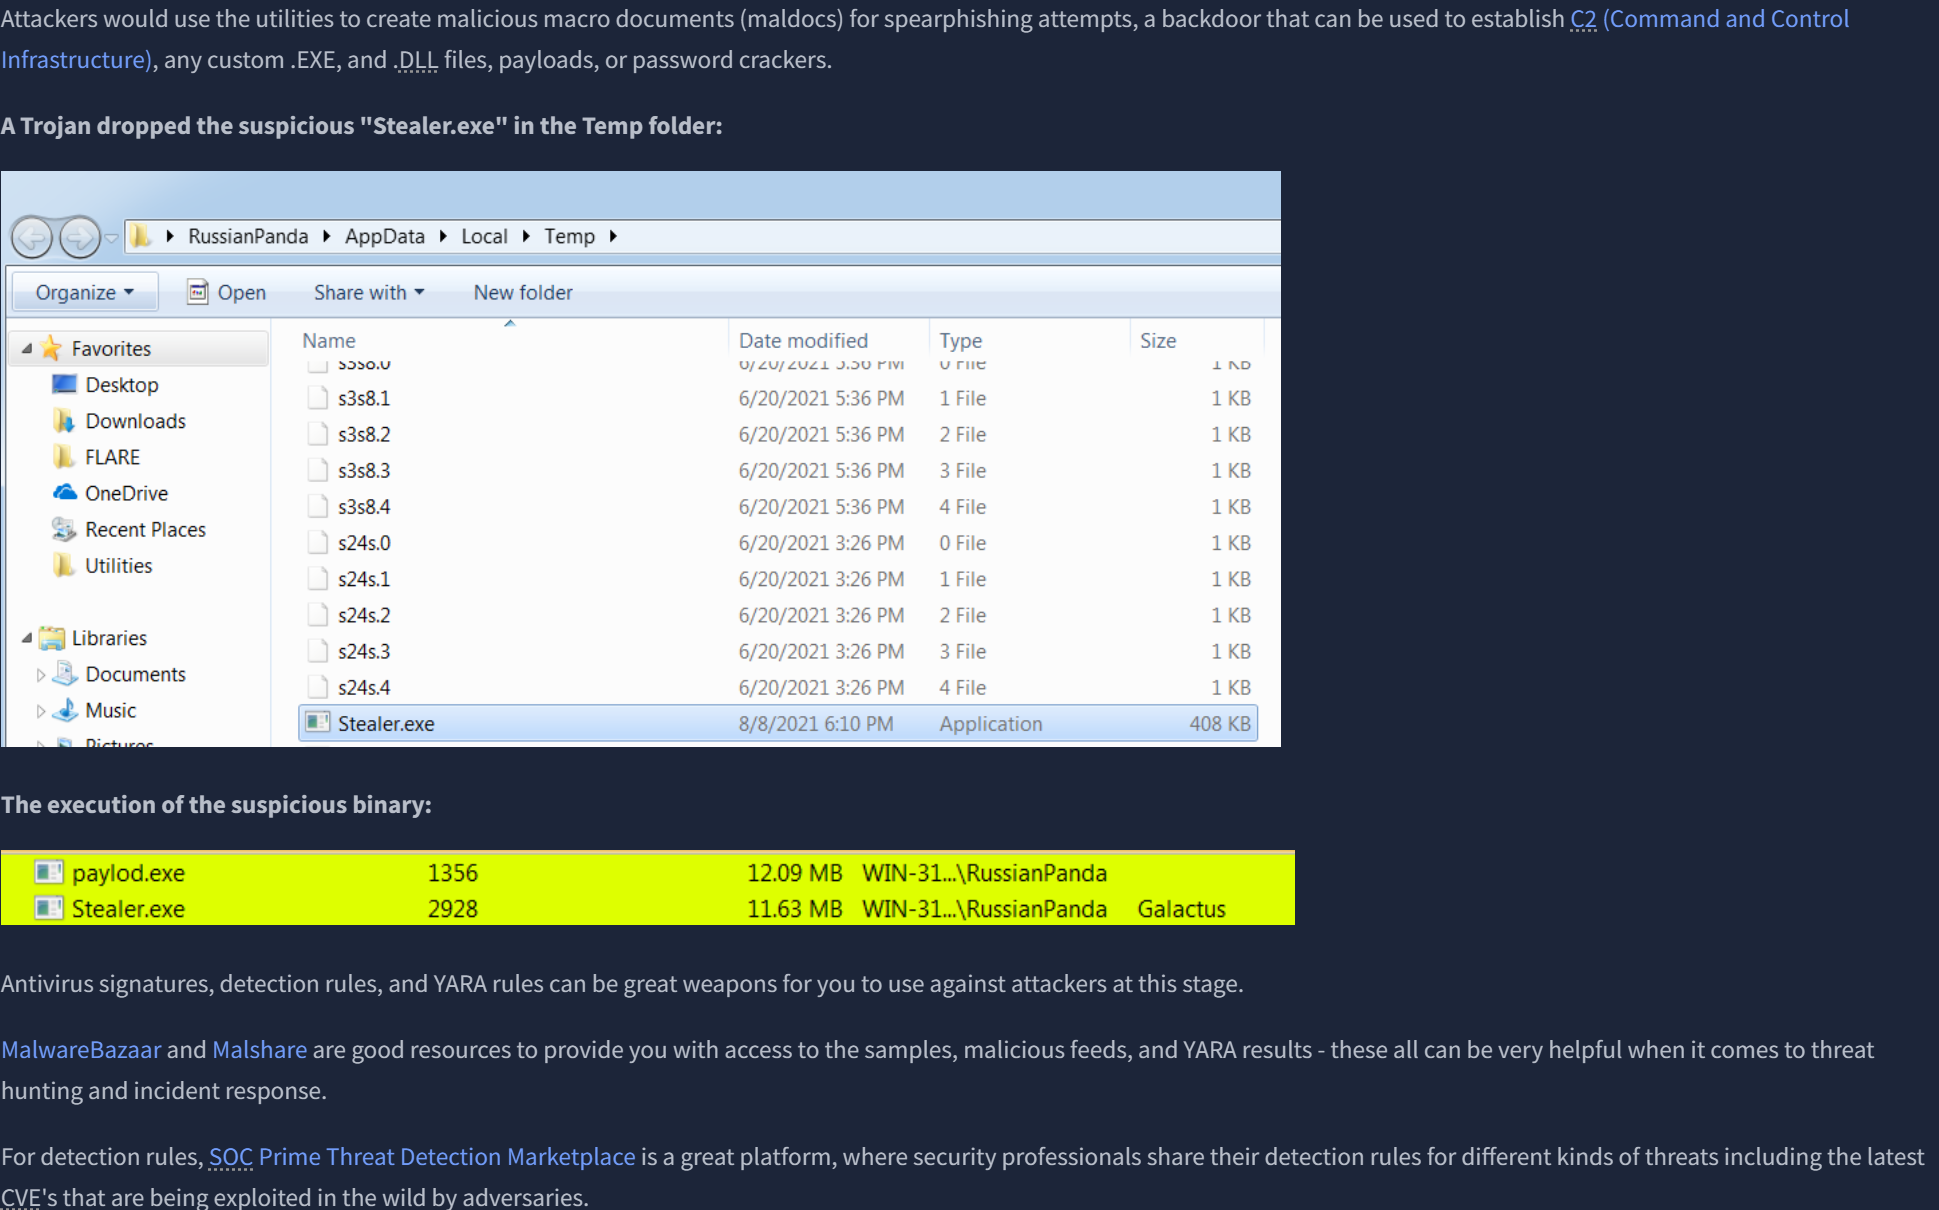 Attackers would use the utilities to create malicious macro documents (maldocs) for spearphishing attempts, a backdoor that can be used to establish C2 (Command and Control
Infrastructure), any custom .EXE, and .DLL files, payloads, or password crackers.
A Trojan dropped the suspicious "Stealer.exe" in the Temp folder:
RussianPanda AppData Local Temp
Organize Open Share with New folder
Name Date modified Type Size
Favorites
Desktop
Downloads
FLARE
OneDrive
Recent Places
Utilities
Libraries
Documents
Music
Pictures
s3s8.0 6/20/2021 5:36 PM 0 File 1 KB
s3s8.1 6/20/2021 5:36 PM 1 File 1 KB
s3s8.2 6/20/2021 5:36 PM 2 File 1 KB
s3s8.3 6/20/2021 5:36 PM 3 File 1 KB
s3s8.4 6/20/2021 5:36 PM 4 File 1 KB
s24s.0 6/20/2021 3:26 PM 0 File 1 KB
s24s.1 6/20/2021 3:26 PM 1 File 1 KB
s24s.2 6/20/2021 3:26 PM 2 File 1 KB
s24s.3 6/20/2021 3:26 PM 3 File 1 KB
s24s.4 6/20/2021 3:26 PM 4 File 1 KB
Stealer.exe 8/8/2021 6:10 PM Application 408 KB
The execution of the suspicious binary:
paylod.exe 1356 12.09 MB WIN-31...\RussianPanda
Stealer.exe 2928 11.63 MB WIN-31...\RussianPanda Galactus
Antivirus signatures, detection rules, and YARA rules can be great weapons for you to use against attackers at this stage.
MalwareBazaar and Malshare are good resources to provide you with access to the samples, malicious feeds, and YARA results - these all can be very helpful when it comes to threat
hunting and incident response.
For detection rules, SOC Prime Threat Detection Marketplace is a great platform, where security professionals share their detection rules for different kinds of threats including the latest
CVE's that are being exploited in the wild by adversaries.